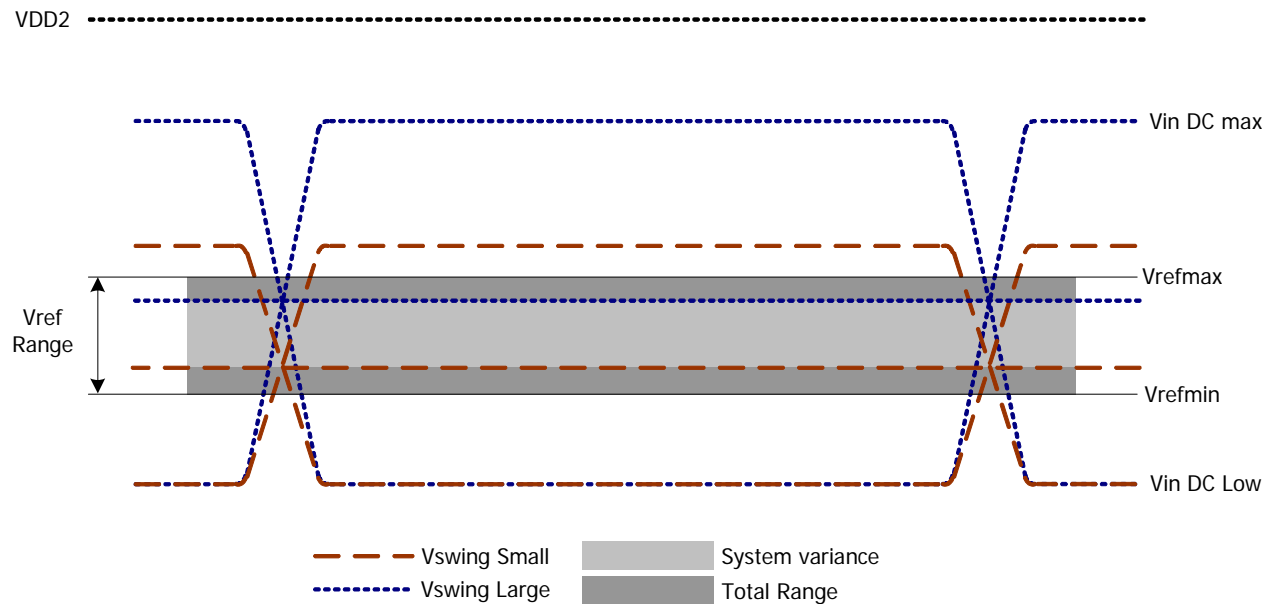 VDD2
Vin DC max
Vrefmax
Vref
Range
Vrefmin
Vin DC Low
Vswing Small
System variance
Vswing Large
Total Range